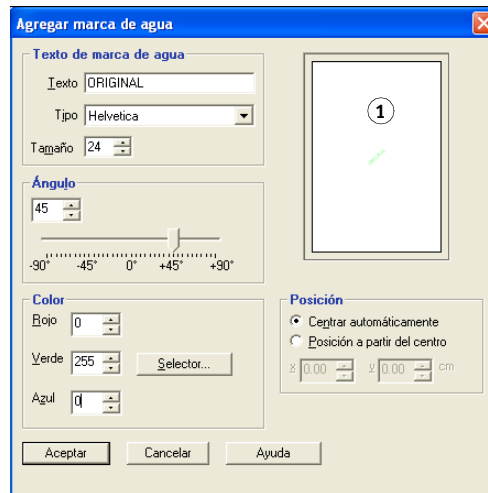 Agregar marca de agua
Texto de marca de agua
Texto ORIGINAL
Tipo Helvetica
Tamaño 24
Ángulo
45
-90° -45° 0° +45° +90°
Color
Rojo 0
Verde 255 Selector...
Azul 0
1
Posición
Centrar automáticamente
Posición a partir del centro
x 0.00 y 0.00 cm
Aceptar Cancelar Ayuda